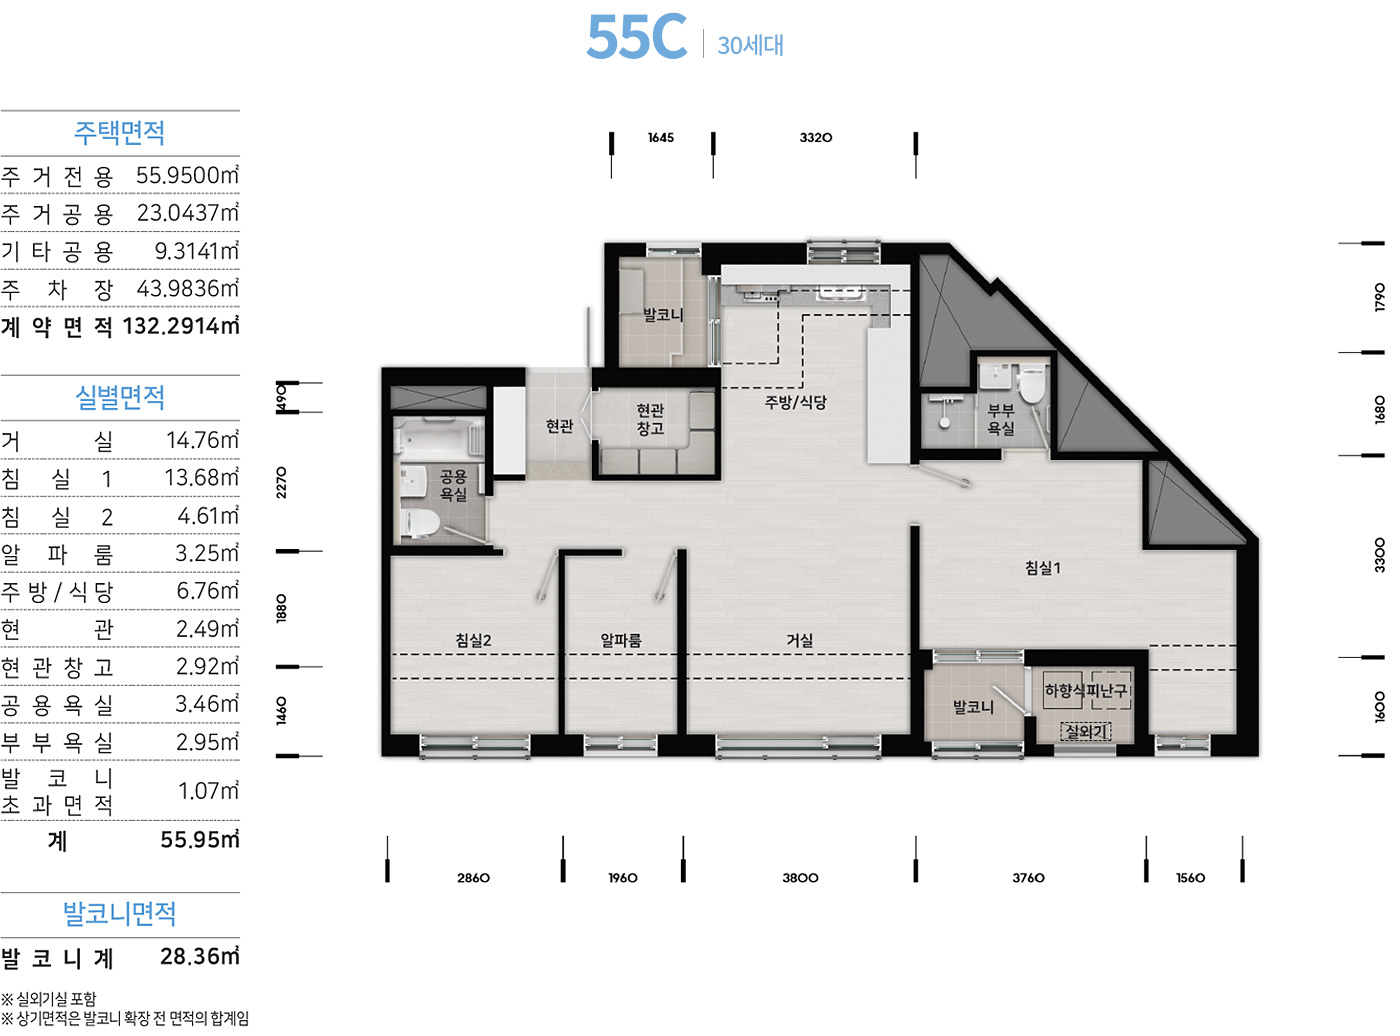 55C | 30세대
주택면적
주거전용 55.9500㎡
주거공용 23.0437㎡
기타공용 9.3141㎡
주차장 43.9836㎡
계약면적 132.2914㎡
실별면적
거실 14.76㎡
침실1 13.68㎡
침실2 4.61㎡
알파룸 3.25㎡
주방/식당 6.76㎡
현관 2.49㎡
현관창고 2.92㎡
공용욕실 3.46㎡
부부욕실 2.95㎡
발코니
초과면적 1.07㎡
계 55.95㎡
발코니면적
발코니계 28.36㎡
※ 실외기실 포함
※ 상기면적은 발코니 확장 전 면적의 합계임
1645
3320
490
2270
1880
1460
발코니
주방/식당
현관
현관
창고
부부
욕실
공용
욕실
침실1
침실2
알파룸
거실
발코니
하향식피난구
실외기
1790
1680
3300
1600
2860
1960
3800
3760
1560